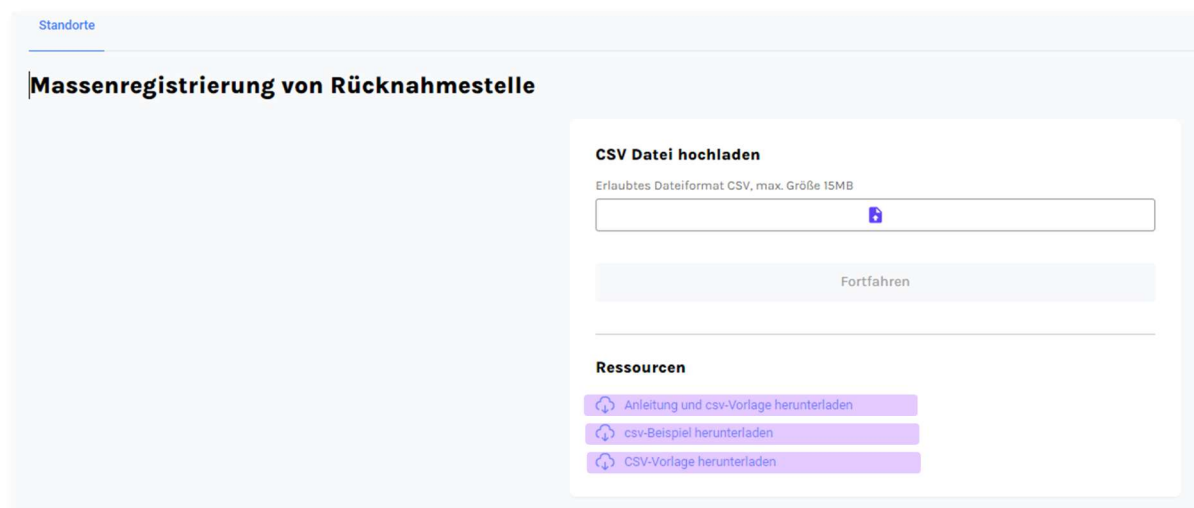 Standorte
Massenregistrierung von Rücknahmestelle
CSV Datei hochladen
Erlaubtes Dateiformat CSV, max. Größe 15MB
Fortfahren
Ressourcen
Anleitung und csv-Vorlage herunterladen
csv-Beispiel herunterladen
CSV-Vorlage herunterladen